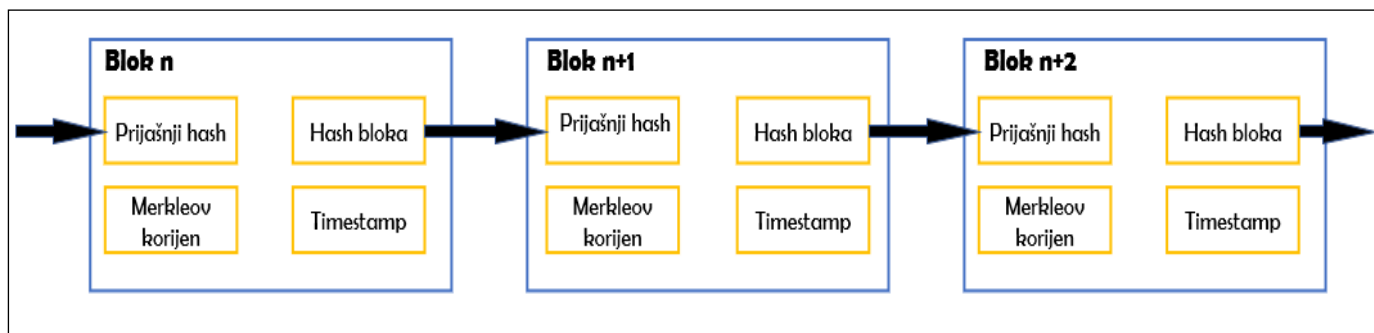 Blok n
Prijašnji hash
Hash bloka
Merkleov
korijen
Timestamp
Blok n+1
Prijašnji hash
Hash bloka
Merkleov
korijen
Timestamp
Blok n+2
Prijašnji hash
Hash bloka
Merkleov
korijen
Timestamp